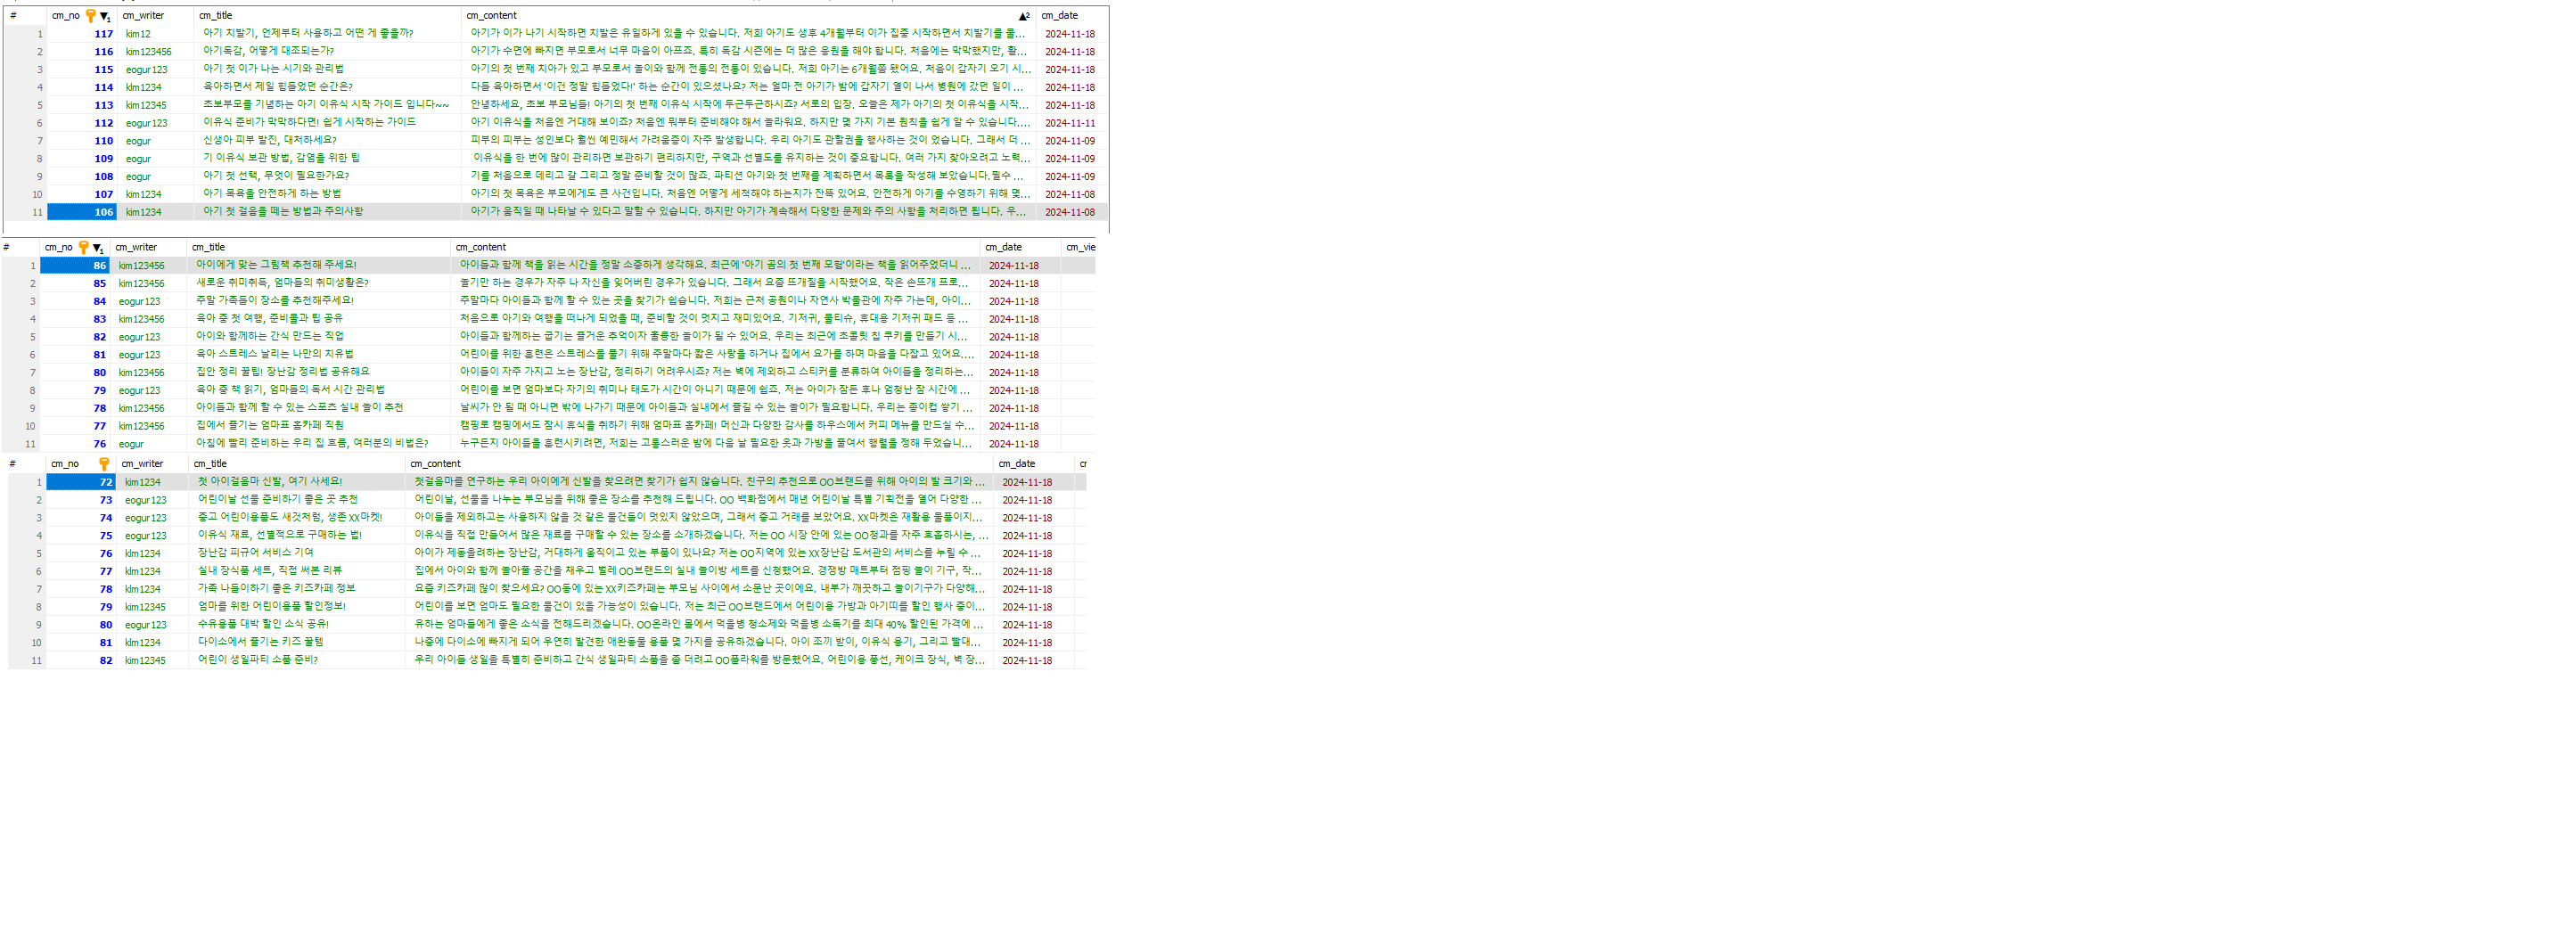 # cm_no cm_writer cm_title cm_content cm_date
1 117 kim12 아기 치발기, 언제부터 사용하고 어떤 게 좋을까? 아기가 이가 나기 시작하면 치발은 유일하게 있을 수 있습니다. 저희 아기도 생후 4개월부터 이가 집중 시작하면서 치발기를 물... 2024-11-18
2 116 kim123456 아기독감, 어떻게 대조되는가? 아기가 수면에 빠지면 부모로서 너무 마음이 아프죠. 특히 독감 시즌에는 더 많은 응원을 해야 합니다. 처음에는 막막했지만, 활... 2024-11-18
3 115 eogur123 아기 첫 이가 나는 시기와 관리법 아기의 첫 번째 치아가 있고 부모로서 놀이와 함께 전통의 전통이 있습니다. 저희 아기는 6개월쯤 됐어요. 처음이 갑자기 오기 시... 2024-11-18
4 114 klm1234 육아하면서 제일 힘들었던 순간은? 다들 육아하면서 '이건 정말 힘들었다!' 하는 순간이 있으셨나요? 저는 얼마 전 아기가 밤에 갑자기 열이 나서 병원에 갔던 일이 ... 2024-11-18
5 113 kim12345 초보부모를 기념하는 아기 이유식 시작 가이드 입니다~~ 안녕하세요, 초보 부모님들! 아기의 첫 번째 이유식 시작에 두근두근하시죠? 서로의 입장. 오늘은 제가 아기의 첫 이유식을 시작... 2024-11-18
6 112 eogur123 이유식 준비가 막막하다면! 쉽게 시작하는 가이드 아기 이유식을 처음엔 거대해 보이죠? 처음엔 뭐부터 준비해야 해서 놀라워요. 하지만 몇 가지 기본 원칙을 쉽게 알 수 있습니다.... 2024-11-11
7 110 eogur 신생아 피부 발진, 대처하세요? 피부의 피부는 성인보다 훨씬 예민해서 가려움증이 자주 발생합니다. 우리 아기도 관할권을 행사하는 것이 었습니다. 그래서 더 ... 2024-11-09
8 109 eogur 기 이유식 보관 방법, 감염을 위한 팁 이유식을 한 번에 많이 관리하면 보관하기 편리하지만, 구역과 선별도를 유지하는 것이 중요합니다. 여러 가지 찾아오려고 노력... 2024-11-09
9 108 eogur 아기 첫 선택, 무엇이 필요한가요? 기를 처음으로 데리고 갈 그리고 정말 준비할 것이 많죠. 파티션 아기와 첫 번째를 계획하면서 목록을 작성해 보았습니다.필수 ... 2024-11-09
10 107 kim1234 아기 목욕을 안전하게 하는 방법 아기의 첫 목욕은 부모에게도 큰 사건입니다. 처음엔 어떻게 세척해야 하는지가 잔뜩 있어요. 안전하게 아기를 수영하기 위해 몇... 2024-11-08
11 106 kim1234 아기 첫 걸음을 떼는 방법과 주의사항 아기가 움직일 때 나타날 수 있다고 말할 수 있습니다. 하지만 아기가 계속해서 다양한 문제와 주의 사항을 처리하면 됩니다. 우... 2024-11-08
# cm_no cm_writer cm_title cm_content cm_date cm_vie
1 86 kim123456 아이에게 맞는 그림책 추천해 주세요! 아이들과 함께 책을 읽는 시간을 정말 소중하게 생각해요. 최근에 '아기 곰의 첫 번째 모험'이라는 책을 읽어주었더니 ... 2024-11-18
2 85 kim123456 새로운 취미취득, 엄마들의 취미생활은? 놀기만 하는 경우가 자주 나 자신을 잊어버린 경우가 있습니다. 그래서 요즘 뜨개질을 시작했어요. 작은 손뜨개 프로... 2024-11-18
3 84 eogur123 주말 가족들이 장소를 추천해주세요! 주말마다 아이들과 함께 할 수 있는 곳을 찾기가 쉽습니다. 저희는 근처 공원이나 자연사 박물관에 자주 가는데, 아이... 2024-11-18
4 83 kim123456 육아 중 첫 여행, 준비물과 팁 공유 처음으로 아기와 여행을 떠나게 되었을 때, 준비할 것이 멋지고 재미있어요. 기저귀, 물티슈, 휴대용 기저귀 패드 등 ... 2024-11-18
5 82 eogur123 아이와 함께하는 간식 만드는 직업 아이들과 함께하는 굽기는 즐거운 추억이자 훌륭한 놀이가 될 수 있어요. 우리는 최근에 초콜릿 칩 쿠키를 만들기 시... 2024-11-18
6 81 eogur123 육아 스트레스 날리는 나만의 치유법 어린이를 위한 훈련은 스트레스를 풀기 위해 주말마다 짧은 사랑을 하거나 집에서 요가를 하며 마음을 다잡고 있어요.... 2024-11-18
7 80 kim123456 집안 정리 꿀팁! 장난감 정리법 공유해요 아이들이 자주 가지고 노는 장난감, 정리하기 어려우시죠? 저는 벽에 제외하고 스티커를 분류하여 아이들을 정리하는... 2024-11-18
8 79 eogur123 육아 중 책 읽기, 엄마들의 독서 시간 관리법 어린이를 보면 엄마보다 자기의 취미나 태도가 시간이 아니기 때문에 쉽죠. 저는 아이가 잠든 후나 엄청난 잠 시간에 ... 2024-11-18
9 78 kim123456 아이들과 함께 할 수 있는 스포츠 실내 놀이 추천 날씨가 안 될 때 아니면 밖에 나가기 때문에 아이들과 실내에서 즐길 수 있는 놀이가 필요합니다. 우리는 종이컵 쌓기 ... 2024-11-18
10 77 kim123456 집에서 즐기는 엄마표 홈카페 직원 캠핑로 캠핑에서도 잠시 휴식을 취하기 위해 엄마표 홈카페! 머신과 다양한 감사를 하우스에서 커피 메뉴를 만드실 수... 2024-11-18
11 76 eogur 아침에 빨리 준비하는 우리 집 흐름, 여러분의 비법은? 누구든지 아이들을 훈련시키려면, 저희는 고통스러운 밤에 다음 날 필요한 옷과 가방을 풀여서 행렬을 정해 두었습니... 2024-11-18
# cm_no cm_writer cm_title cm_content cm_date
1 72 kim1234 첫 아이걸음마 신발, 여기 사세요! 첫걸음마를 연구하는 우리 아이에게 신발을 찾으려면 찾기가 쉽지 않습니다. 친구의 추천으로 OO브랜드를 위해 아이의 발 크기와 ... 2024-11-18
2 73 eogur123 어린이날 선물 준비하기 좋은 곳 추천 어린이날, 선물을 나누는 부모님을 위해 좋은 장소를 추천해 드립니다. OO 백화점에서 매년 어린이날 특별 기획전을 열어 다양한 ... 2024-11-18
3 74 eogur123 중고 어린이용품도 새것처럼, 생존 XX마켓! 아이들을 제외하고는 사용하지 않을 것 같은 물건들이 멋있지 않았으며, 그래서 중고 거래를 보았어요. XX마켓은 재활용 물품이지... 2024-11-18
4 75 eogur123 이유식 재료, 선별적으로 구매하는 법! 이유식을 직접 만들어서 많은 재료를 구매할 수 있는 장소를 소개하겠습니다. 저는 OO 시장 안에 있는 OO청과를 자주 호흡하시는, ... 2024-11-18
5 76 klm1234 장난감 피규어 서비스 기여 아이가 제동을려하는 장난감, 거대하게 움직이고 있는 부품이 있나요? 저는 OO지역에 있는 XX장난감 도서관의 서비스를 누릴 수 ... 2024-11-18
6 77 klm1234 실내 장식품 세트, 직접 써본 리뷰 집에서 아이와 함께 놀아줄 공간을 채우고 벌레 OO브랜드의 실내 놀이방 세트를 신청했어요. 경쟁방 매트부터 점핑 놀이 기구, 작... 2024-11-18
7 78 klm1234 가족 나들이하기 좋은 키즈카페 정보 요즘 키즈카페 많이 찾으세요? OO동에 있는 XX키즈카페는 부모님 사이에서 소문난 곳이에요. 내부가 깨끗하고 놀이기구가 다양해... 2024-11-18
8 79 kim12345 엄마를 위한 어린이용품 할인정보! 어린이를 보면 엄마도 필요한 물건이 있을 가능성이 있습니다. 저는 최근 OO브랜드에서 어린이용 가방과 아기띠를 할인 행사 중이... 2024-11-18
9 80 eogur123 수유용품 대박 할인 소식 공유! 유하는 엄마들에게 좋은 소식을 전해드리겠습니다. OO온라인 몰에서 먹을병 청소제와 먹을병 소독기를 최대 40% 할인된 가격에 ... 2024-11-18
10 81 klm1234 다이소에서 즐기는 키즈 꿀템 나중에 다이소에 빠지게 되어 우연히 발견한 애완동물 용품 몇 가지를 공유하겠습니다. 아이 조끼 받이, 이유식 용기, 그리고 빨대... 2024-11-18
11 82 kim12345 어린이 생일파티 소품 준비? 우리 아이들 생일을 특별히 준비하고 간식 생일파티 소품을 쫄 더려고 OO플라워를 방문했어요. 어린이용 풍선, 케이크 장식, 벽 장... 2024-11-18